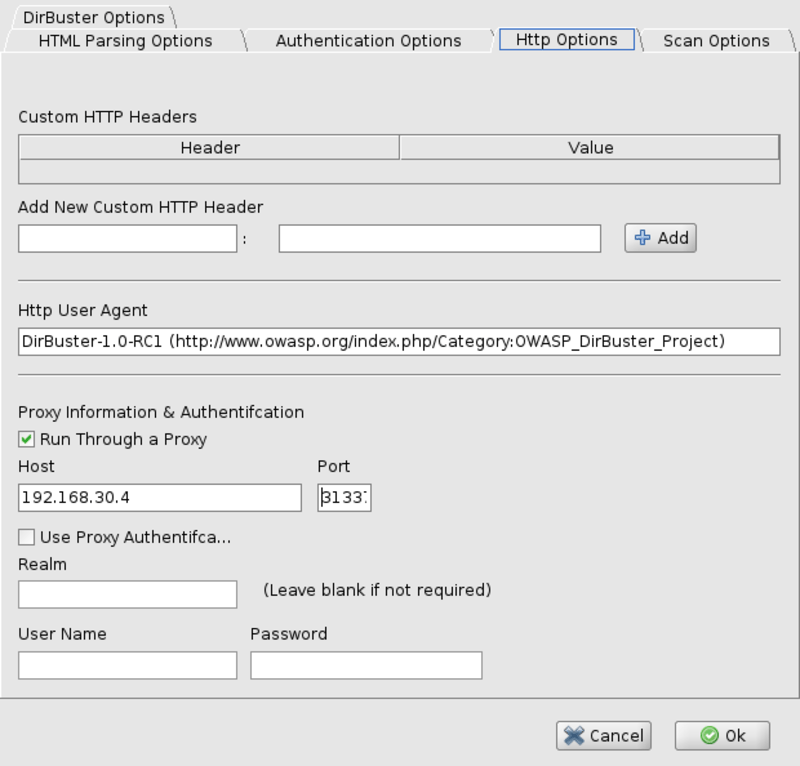 DirBuster Options
HTML Parsing Options Authentication Options Http Options Scan Options
Custom HTTP Headers
Header Value
Add New Custom HTTP Header
: Add
Http User Agent
DirBuster-1.0-RC1 (http://www.owasp.org/index.php/Category:OWASP_DirBuster_Project)
Proxy Information & Authentifcation
Run Through a Proxy
Host Port
192.168.30.4
Use Proxy Authentifca...
Realm
(Leave blank if not required)
User Name Password
Cancel Ok